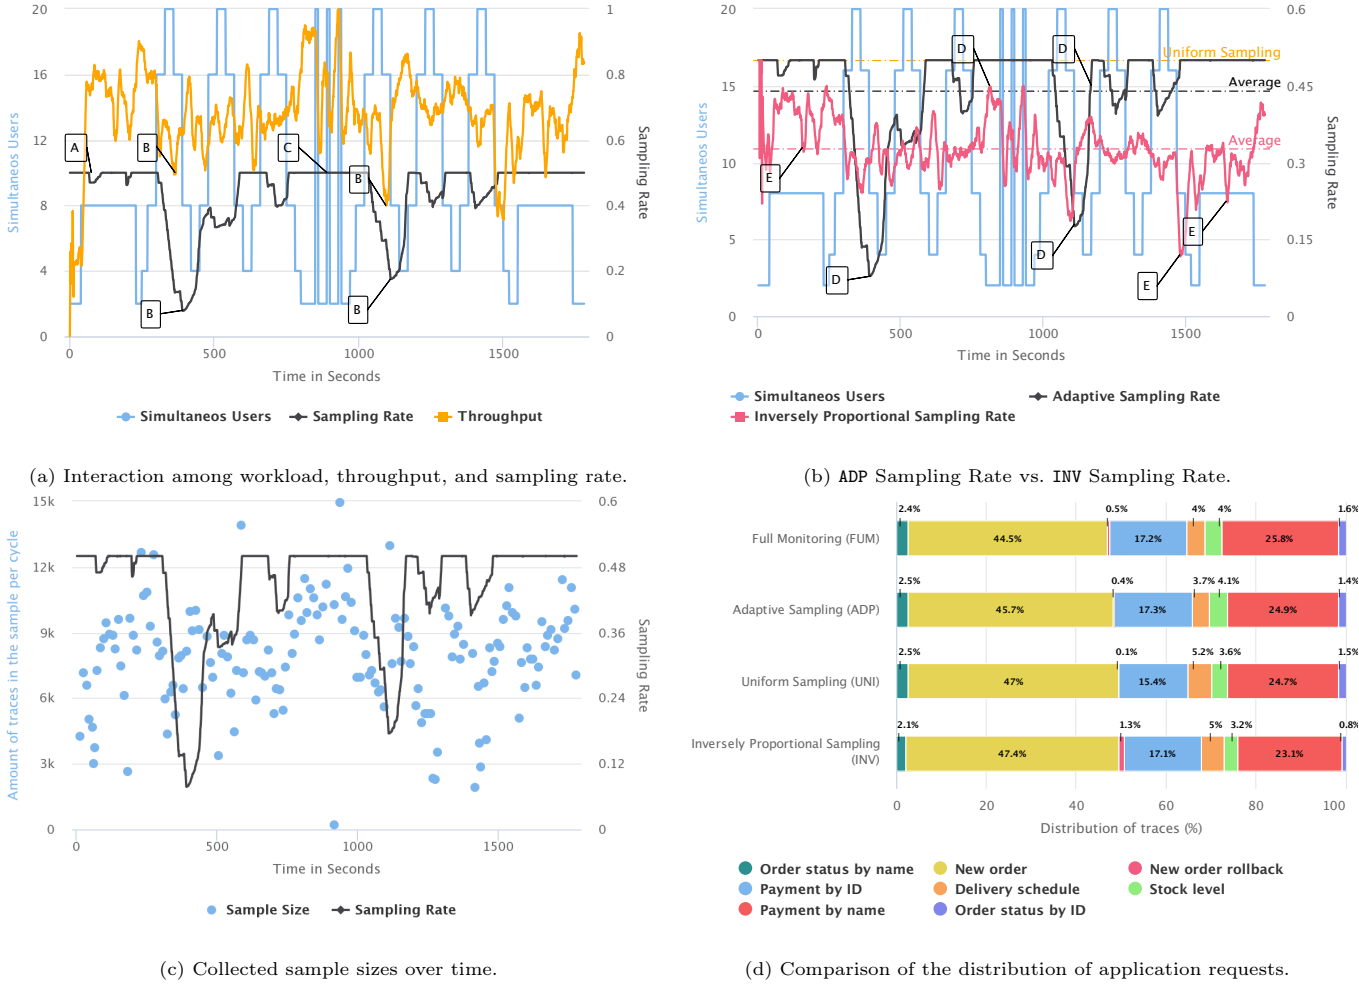 20
16
12
8
4
0
Simultaneos Users
1
0.8
0.6
0.4
0.2
0
Sampling Rate
A
B
C
B
B
B
0
500
1000
1500
Time in Seconds
Simultaneos Users
Sampling Rate
Throughput
(a) Interaction among workload, throughput, and sampling rate.
20
15
10
5
0
Simultaneos Users
0.6
0.45
0.3
0.15
0
Sampling Rate
Uniform Sampling
Average
Average
D
D
E
D
D
E
E
0
500
1000
1500
Time in Seconds
Simultaneos Users
Adaptive Sampling Rate
Inversely Proportional Sampling Rate
(b) ADP Sampling Rate vs. INV Sampling Rate.
15k
12k
9k
6k
3k
0
Amount of traces in the sample per cycle
0.6
0.48
0.36
0.24
0.12
0
Sampling Rate
0
500
1000
1500
Time in Seconds
Sample Size
Sampling Rate
(c) Collected sample sizes over time.
2.4% 0.5% 4% 4% 1.6%
Full Monitoring (FUM) 44.5% 17.2% 25.8%
2.5% 0.4% 3.7% 4.1% 1.4%
Adaptive Sampling (ADP) 45.7% 17.3% 24.9%
2.5% 0.1% 5.2% 3.6% 1.5%
Uniform Sampling (UNI) 47% 15.4% 24.7%
2.1% 1.3% 5% 3.2% 0.8%
Inversely Proportional Sampling
(INV) 47.4% 17.1% 23.1%
0 20 40 60 80 100
Distribution of traces (%)
Order status by name
New order
New order rollback
Payment by ID
Delivery schedule
Stock level
Payment by name
Order status by ID
(d) Comparison of the distribution of application requests.